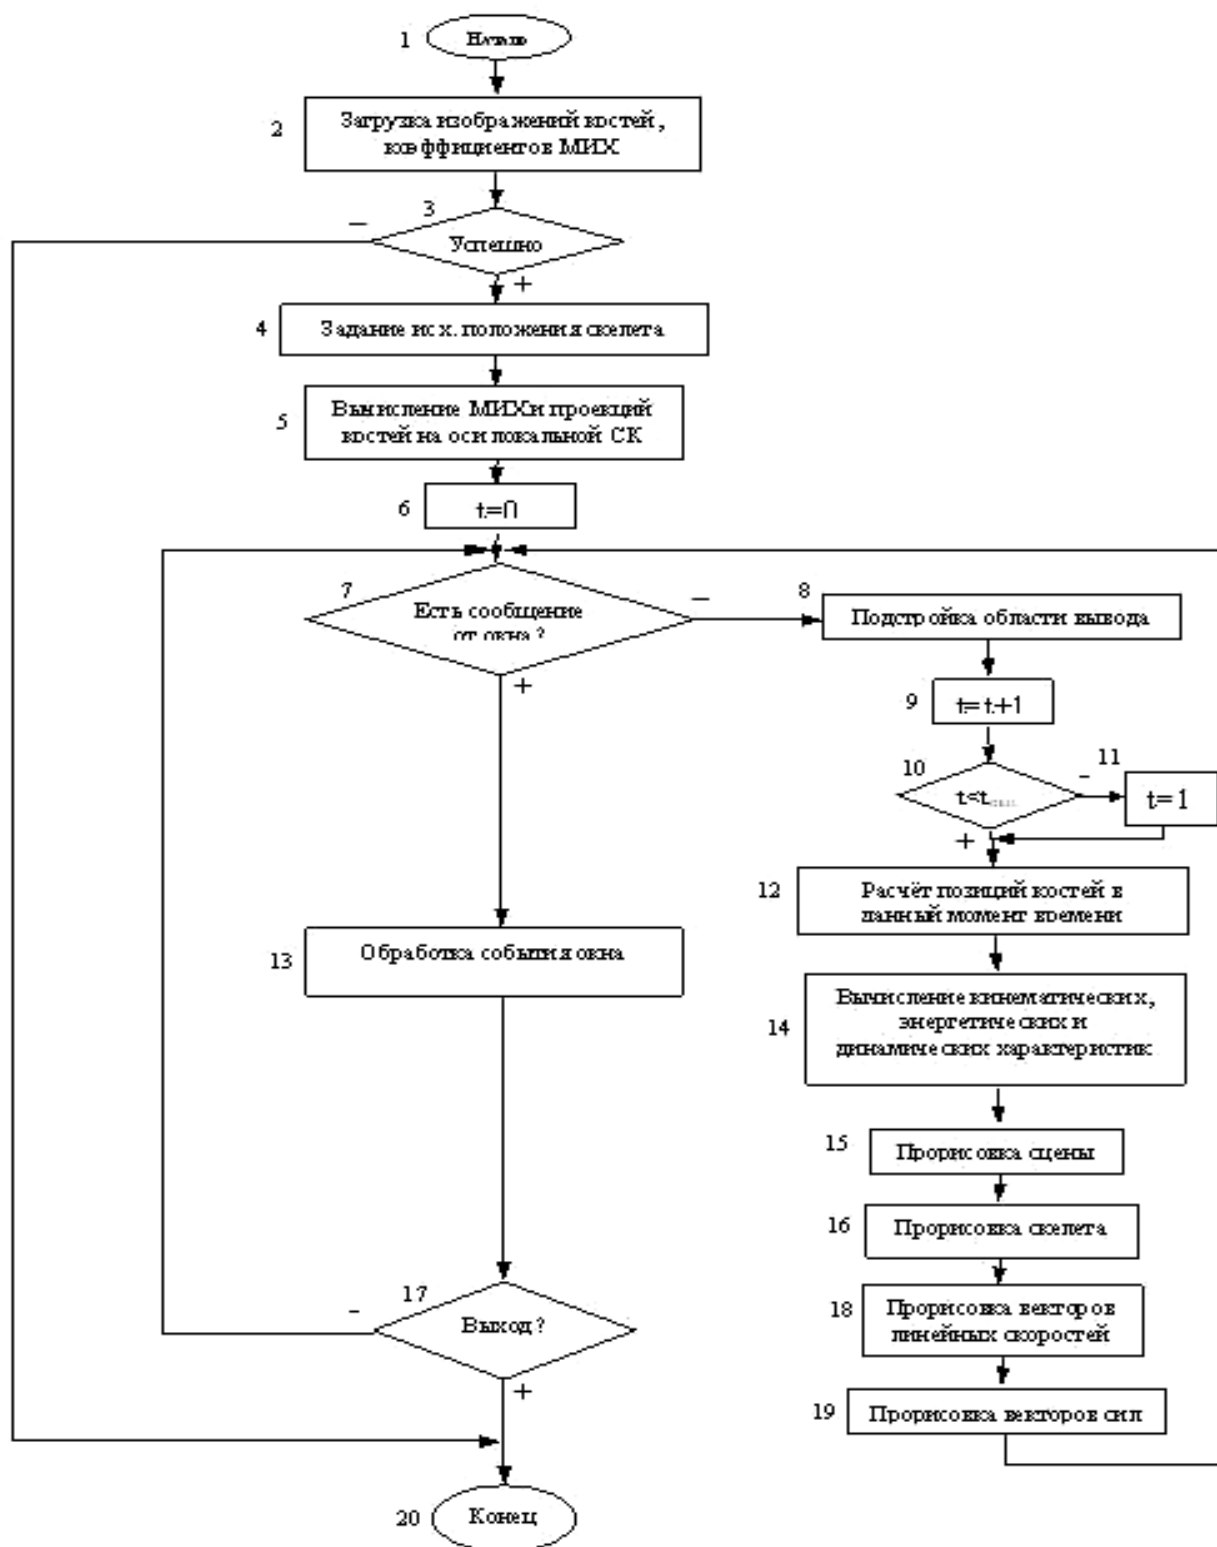 1
Начало
2
Загрузка изображений костей,
коэффициентов МИХ
3
—
Успешно
+
4
Задание исх. положения скелета
5
Вычисление МИХ и проекций
костей на оси локальной СК
6
t=0
7
Есть сообщение
от окна?
—
+
8
Подстройка области вывода
9
t=t+1
10
t<t
-
+
11
t=1
12
Расчёт позиций костей в
данный момент времени
13
Обработка события окна
14
Вычисление кинематических,
энергетических и
динамических характеристик
15
Прорисовка сцены
16
Прорисовка скелета
17
-
Выход?
+
18
Прорисовка векторов
линейных скоростей
19
Прорисовка векторов сил
20
Конец